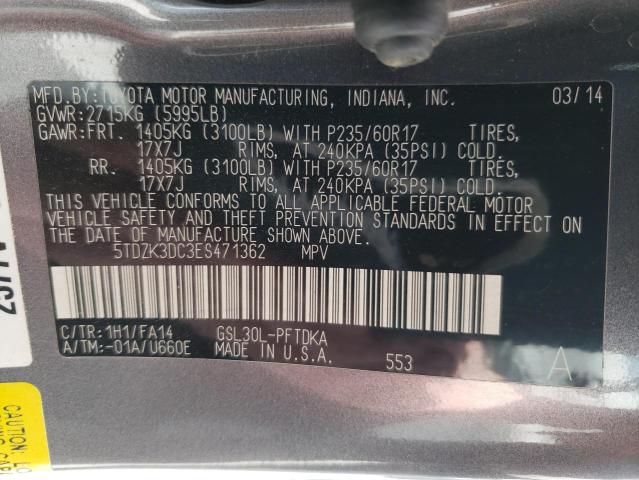 MFD.BY:TOYOTA MOTOR MANUFACTURING, INDIANA, INC. 03/14
GVWR:2715KG (5995LB)
GAWR:FRT. 1405KG (3100LB) WITH P235/60R17 TIRES,
17X7J RIMS, AT 240KPA (35PSI) COLD.
RR. 1405KG (3100LB) WITH P235/60R17 TIRES,
17X7J RIMS, AT 240KPA (35PSI) COLD.
THIS VEHICLE CONFORMS TO ALL APPLICABLE FEDERAL MOTOR
VEHICLE SAFETY AND THEFT PREVENTION STANDARDS IN EFFECT ON
THE DATE OF MANUFACTURE SHOWN ABOVE.
5TDZK3DC3ES471362 MPV
C/TR:1H1/FA14 GSL30L-PFTDKA
A/TM:-01A/U660E MADE IN U.S.A. 553 A
CAUTION: